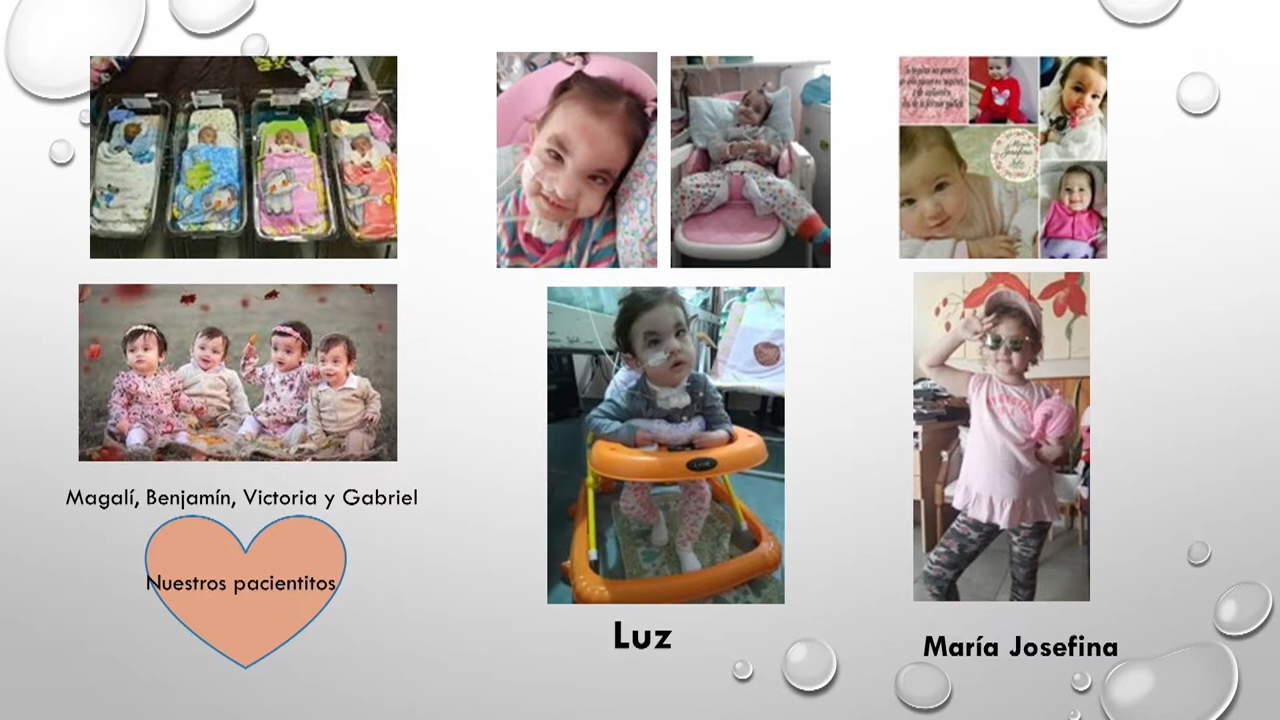 Magalí, Benjamín, Victoria y Gabriel
Nuestros pacientitos
Luz
María Josefina